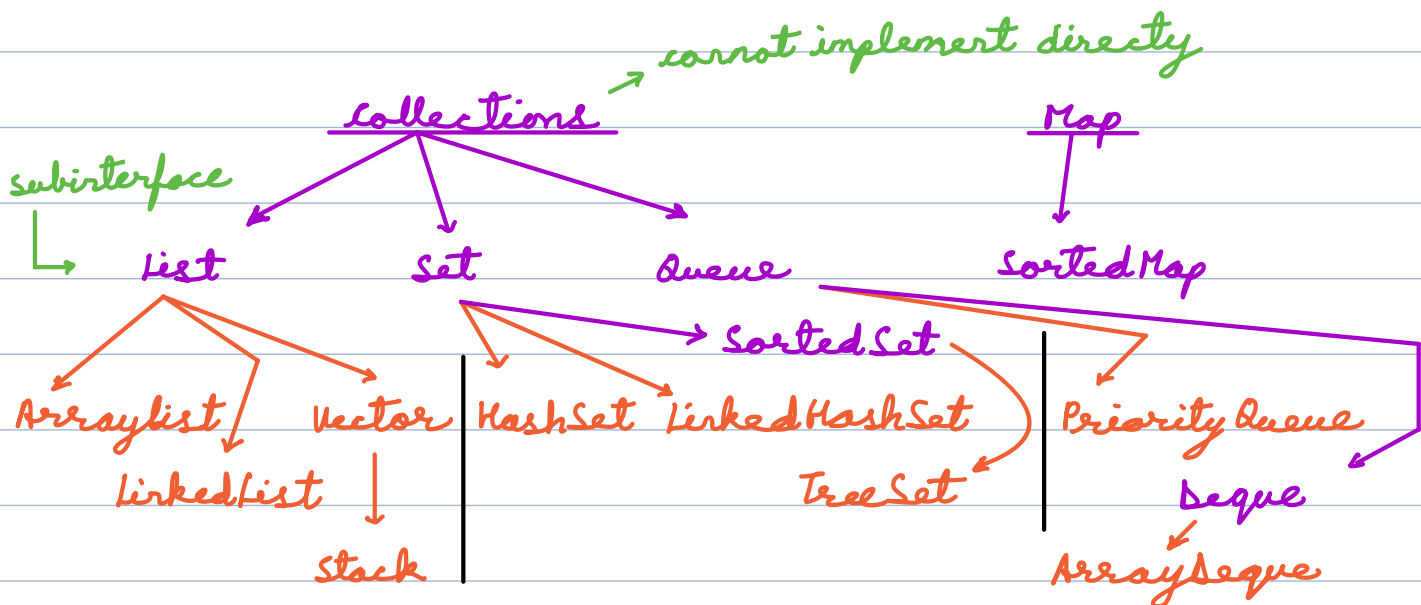 cannot implement directy
Collections
Map
subinterface
List
Set
Queue
SortedMap
SortedSet
Arraylist
Vector
HashSet
LinkedHashSet
PriorityQueue
LinkedList
TreeSet
Deque
Stack
ArrayDeque